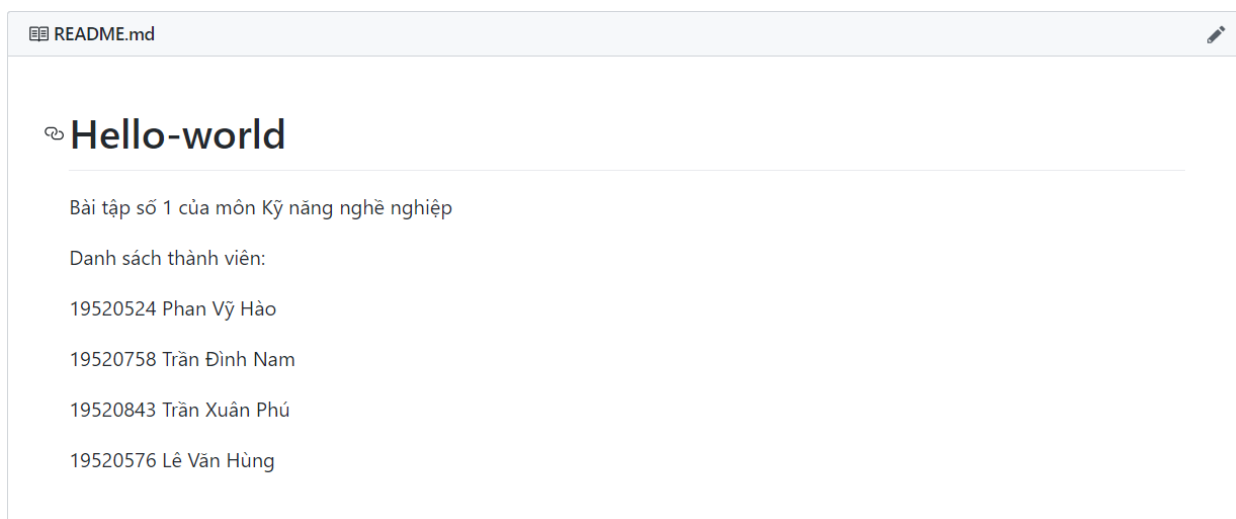 README.md
Hello-world
Bài tập số 1 của môn Kỹ năng nghề nghiệp
Danh sách thành viên:
19520524 Phan Vỹ Hào
19520758 Trần Đình Nam
19520843 Trần Xuân Phú
19520576 Lê Văn Hùng